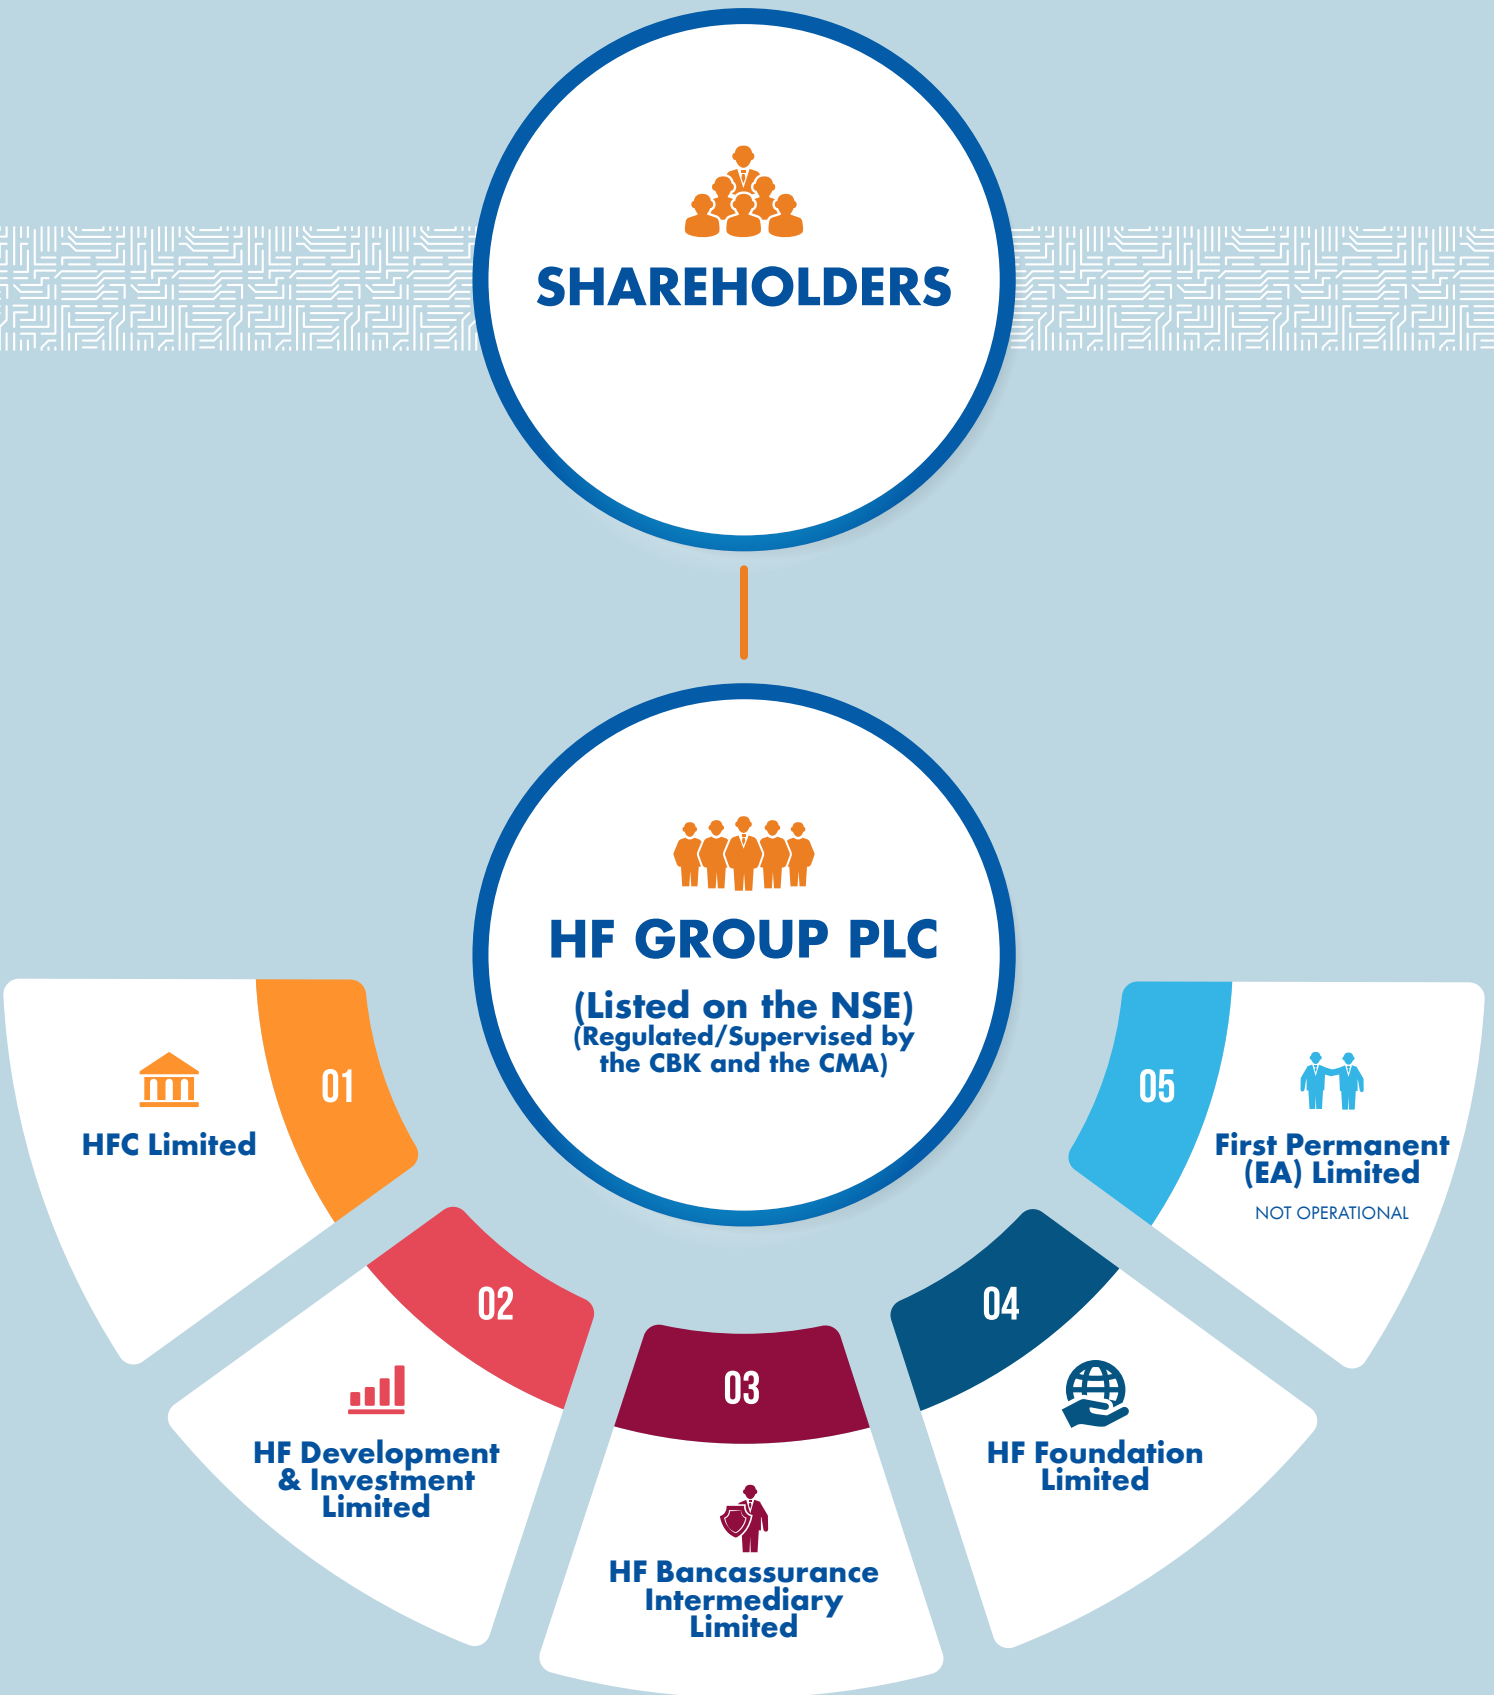 SHAREHOLDERS
HF GROUP PLC
(Listed on the NSE)
(Regulated/Supervised by
the CBK and the CMA)
01
HFC Limited
02
HF Development
& Investment
Limited
03
HF Bancassurance
Intermediary
Limited
04
HF Foundation
Limited
05
First Permanent
(EA) Limited
NOT OPERATIONAL